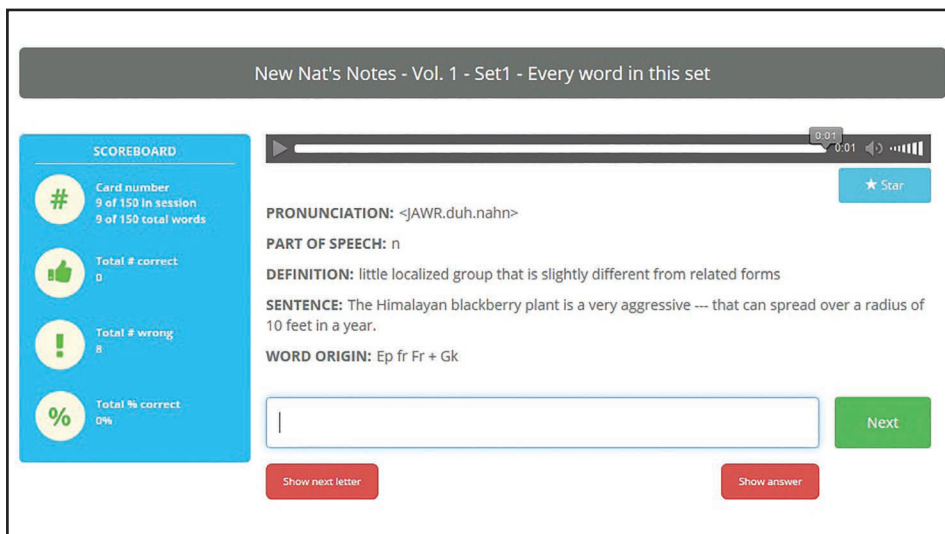 New Nat's Notes - Vol. 1 - Set1 - Every word in this set
SCOREBOARD
#
Card number
9 of 150 in session
9 of 150 total words
Total # correct
0
!
Total # wrong
8
%
Total % correct
0%
0:01
0:01
★ Star
PRONUNCIATION: <JAWR.duh.nahn>
PART OF SPEECH: n
DEFINITION: little localized group that is slightly different from related forms
SENTENCE: The Himalayan blackberry plant is a very aggressive --- that can spread over a radius of
10 feet in a year.
WORD ORIGIN: Ep fr Fr + Gk
Next
Show next letter
Show answer